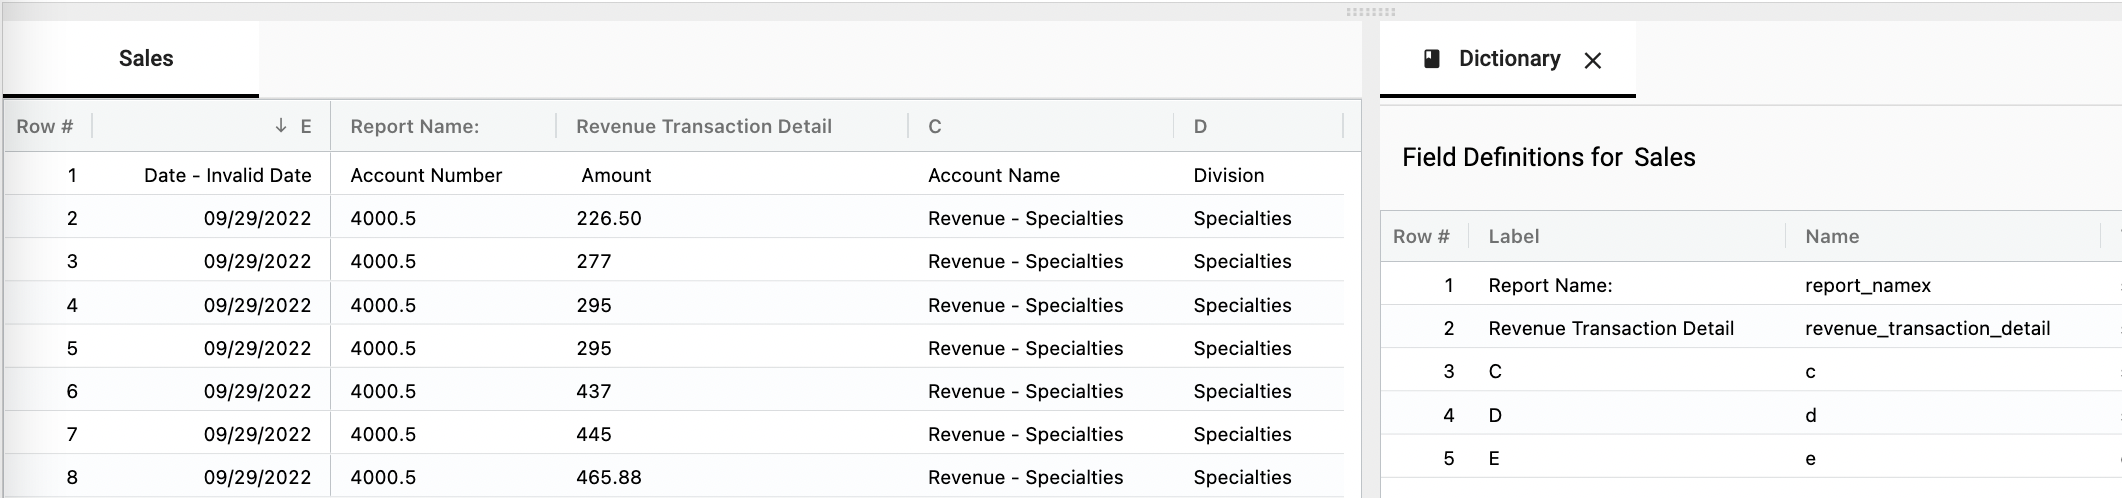 Sales
Row # ↓ E Report Name: Revenue Transaction Detail C D
1 Date - Invalid Date Account Number Amount Account Name Division
2 09/29/2022 4000.5 226.50 Revenue - Specialties Specialties
3 09/29/2022 4000.5 277 Revenue - Specialties Specialties
4 09/29/2022 4000.5 295 Revenue - Specialties Specialties
5 09/29/2022 4000.5 295 Revenue - Specialties Specialties
6 09/29/2022 4000.5 437 Revenue - Specialties Specialties
7 09/29/2022 4000.5 445 Revenue - Specialties Specialties
8 09/29/2022 4000.5 465.88 Revenue - Specialties Specialties
Dictionary
Field Definitions for Sales
Row # Label Name
1 Report Name: report_namex
2 Revenue Transaction Detail revenue_transaction_detail
3 C c
4 D d
5 E e